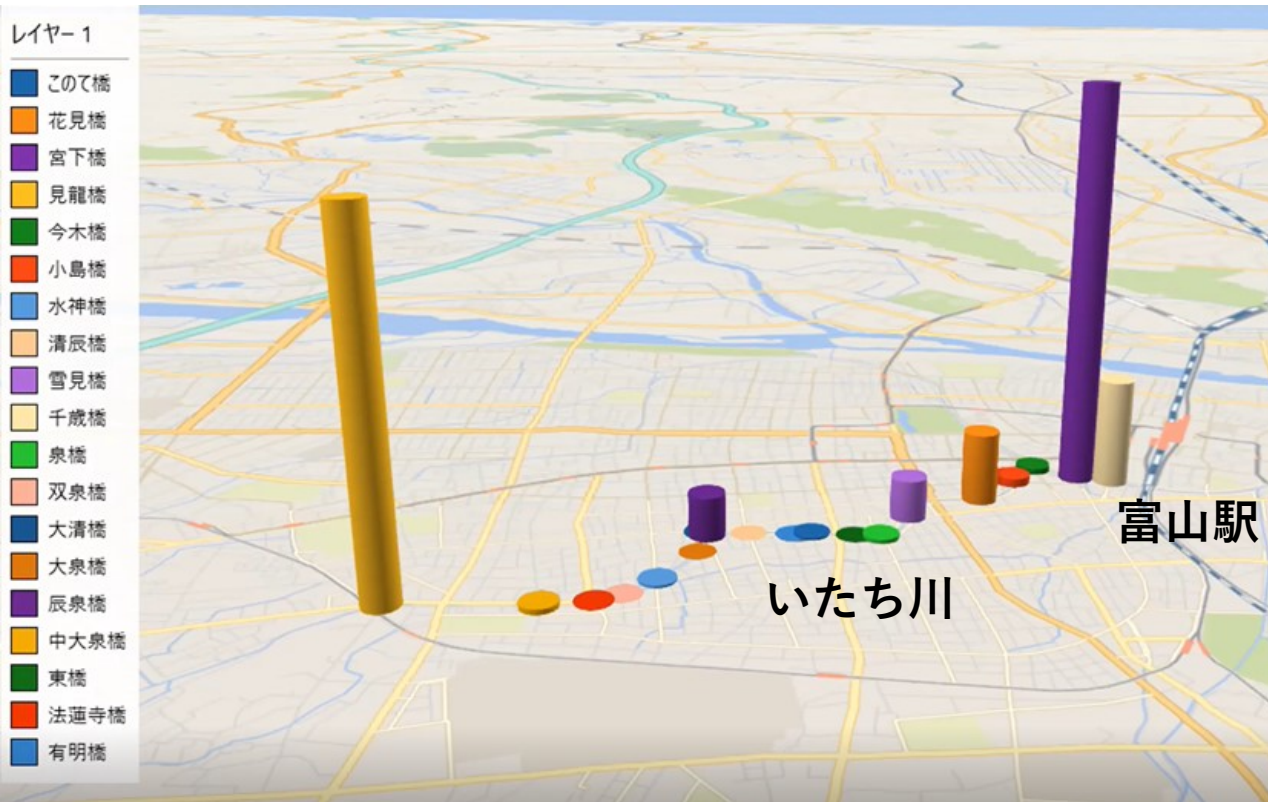 レイヤー 1
このて橋
花見橋
宮下橋
見龍橋
今木橋
小島橋
水神橋
清辰橋
雪見橋
千歳橋
泉橋
双泉橋
大清橋
大泉橋
辰泉橋
中大泉橋
東橋
法蓮寺橋
有明橋
富山駅
いたち川